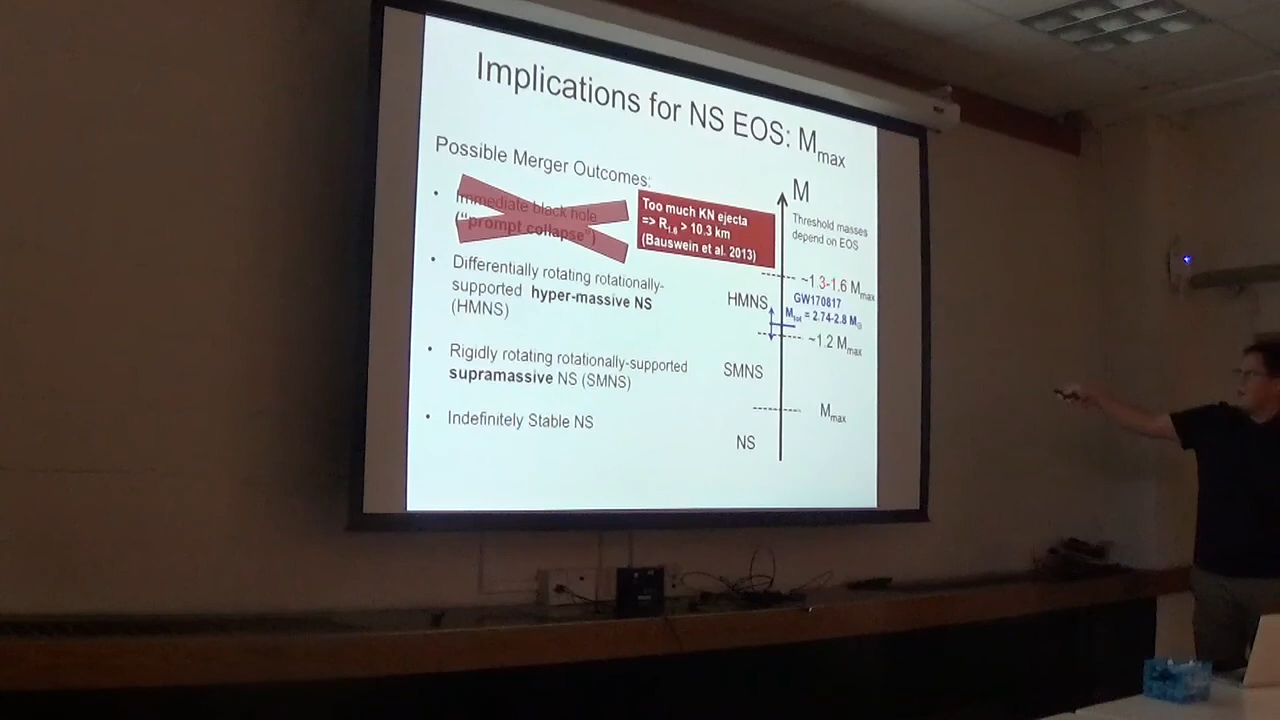 Implications for NS EOS: Mmax
Possible Merger Outcomes:
• Immediate black hole
("prompt collapse")
Too much KN ejecta
=> R1.6 > 10.3 km
(Bauswein et al. 2013)
• Differentially rotating rotationally-
supported hyper-massive NS
(HMNS)
• Rigidly rotating rotationally-supported
supramassive NS (SMNS)
• Indefinitely Stable NS
M
Threshold masses
depend on EOS
~1.3-1.6 Mmax
HMNS
GW170817
Mtot = 2.74-2.8 M☉
~1.2 Mmax
SMNS
Mmax
NS